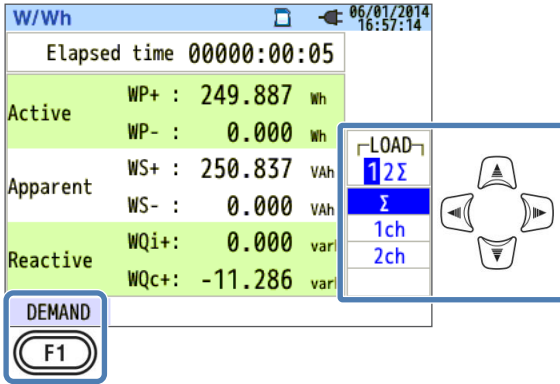 W/Wh
06/01/2014
16:57:14
Elapsed time 00000:00:05
Active
WP+ : 249.887 Wh
WP- : 0.000 Wh
Apparent
WS+ : 250.837 VAh
WS- : 0.000 VAh
Reactive
WQi+: 0.000 varh
WQc+: -11.286 varh
LOAD
12Σ
Σ
1ch
2ch
DEMAND
F1